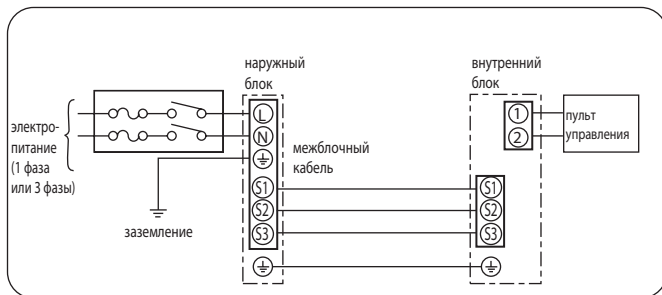 наружный
блок
внутренний
блок
электро-
питание
(1 фаза
или 3 фазы)
L
N
S1
S2
S3
заземление
межблочный
кабель
1
2
S1
S2
S3
пульт
управления